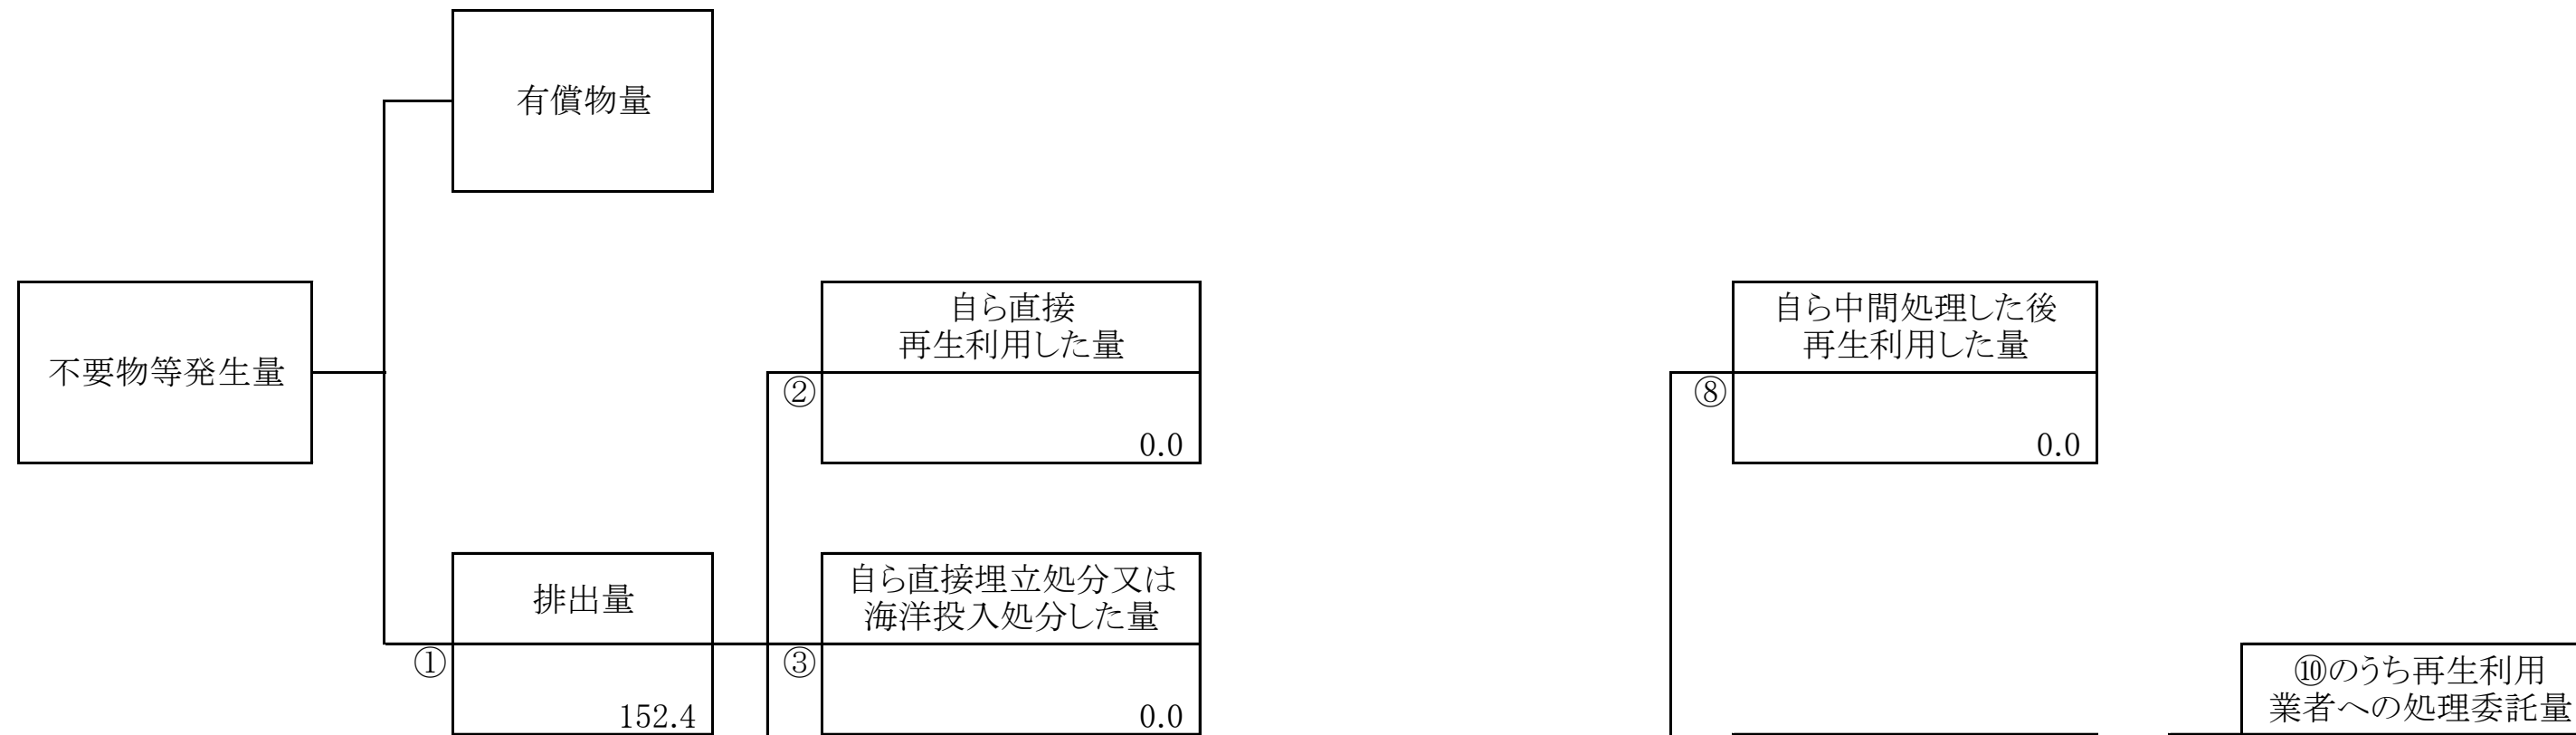 有償物量
不要物等発生量
自ら直接
再生利用した量
②
0.0
自ら中間処理した後
再生利用した量
⑧
0.0
排出量
①
152.4
自ら直接埋立処分又は
海洋投入処分した量
③
0.0
⑩のうち再生利用
業者への処理委託量